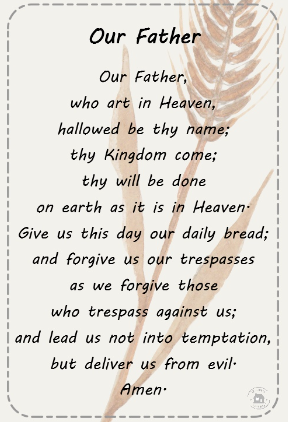 Our Father
Our Father,
who art in Heaven,
hallowed be thy name;
thy Kingdom come;
thy will be done
on earth as it is in Heaven.
Give us this day our daily bread;
and forgive us our trespasses
as we forgive those
who trespass against us;
and lead us not into temptation,
but deliver us from evil.
Amen.